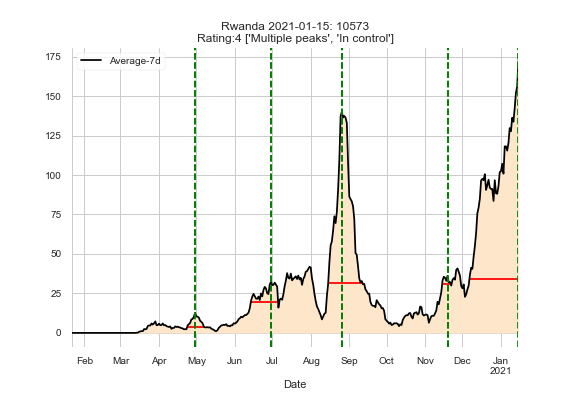 Rwanda 2021-01-15: 10573
Rating:4 ['Multiple peaks', 'In control']
Average-7d
175
150
125
100
75
50
25
0
Feb Mar Apr May Jun Jul Aug Sep Oct Nov Dec Jan
2021
Date